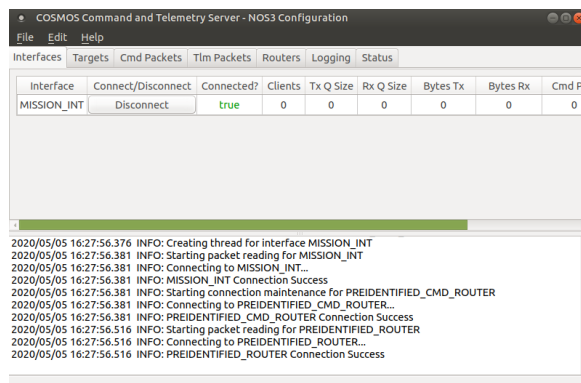 COSMOS Command and Telemetry Server - NOS3 Configuration
File Edit Help
Interfaces Targets Cmd Packets Tlm Packets Routers Logging Status
Interface Connect/Disconnect Connected? Clients Tx Q Size Rx Q Size Bytes Tx Bytes Rx Cmd P
MISSION_INT Disconnect true 0 0 0 0 0 0
2020/05/05 16:27:56.376 INFO: Creating thread for interface MISSION_INT
2020/05/05 16:27:56.381 INFO: Starting packet reading for MISSION_INT
2020/05/05 16:27:56.381 INFO: Connecting to MISSION_INT...
2020/05/05 16:27:56.381 INFO: MISSION_INT Connection Success
2020/05/05 16:27:56.381 INFO: Starting connection maintenance for PREIDENTIFIED_CMD_ROUTER
2020/05/05 16:27:56.381 INFO: Connecting to PREIDENTIFIED_CMD_ROUTER...
2020/05/05 16:27:56.381 INFO: PREIDENTIFIED_CMD_ROUTER Connection Success
2020/05/05 16:27:56.516 INFO: Starting packet reading for PREIDENTIFIED_ROUTER
2020/05/05 16:27:56.516 INFO: Connecting to PREIDENTIFIED_ROUTER...
2020/05/05 16:27:56.516 INFO: PREIDENTIFIED_ROUTER Connection Success